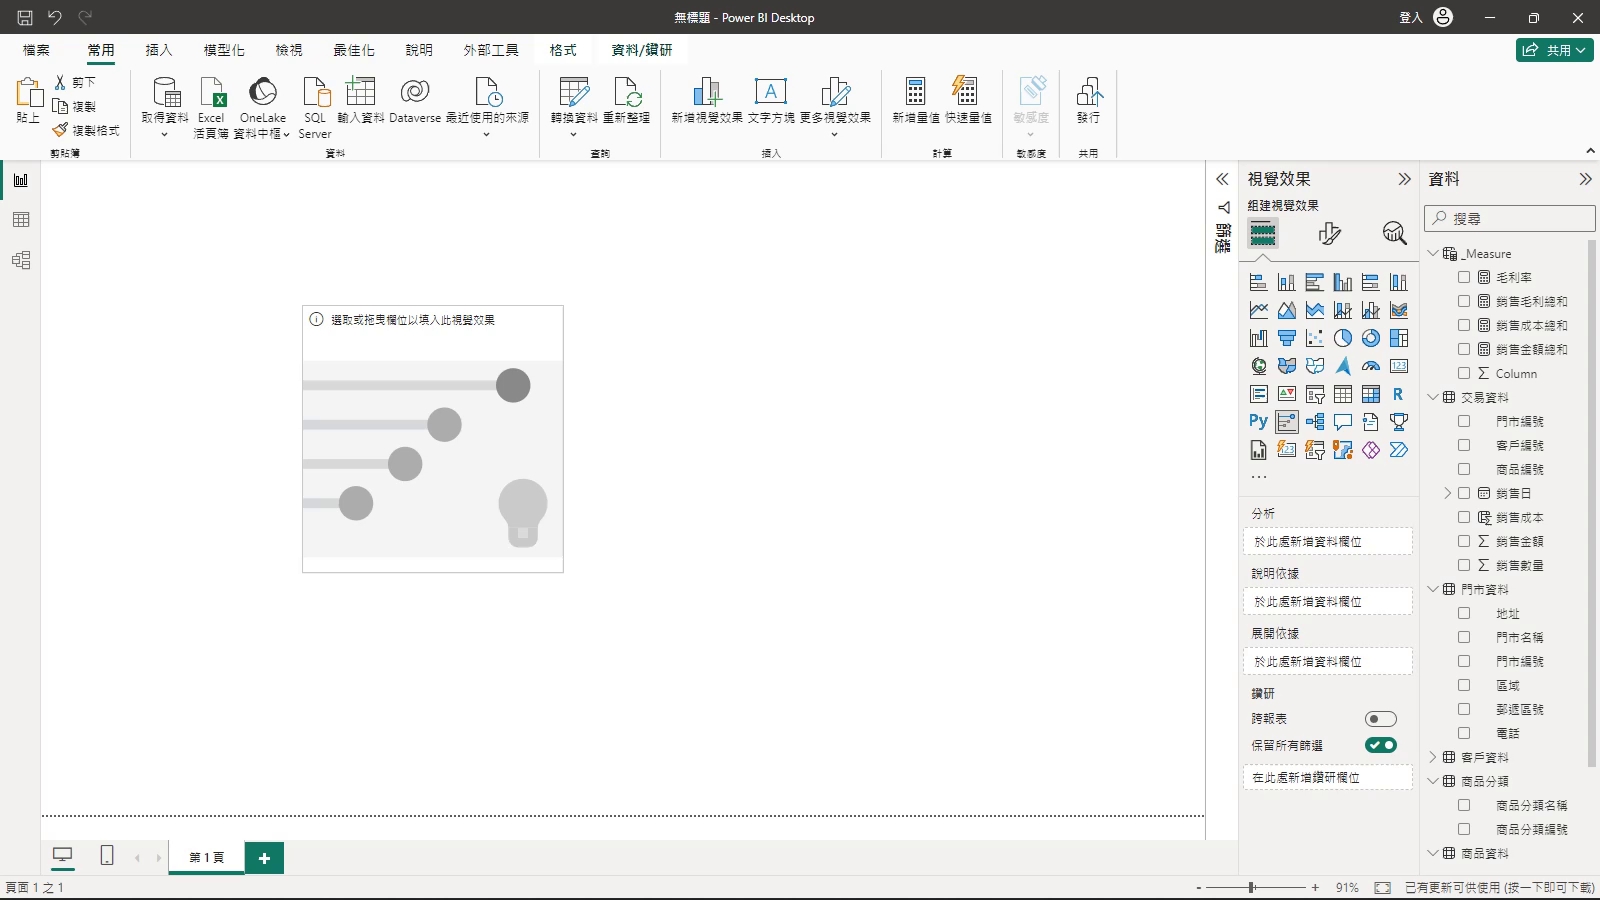 無標題 - Power BI Desktop
登入
檔案 常用 插入 模型化 檢視 最佳化 說明 外部工具 格式 資料/鑽研
共用
貼上
剪下
複製
複製格式
剪貼簿
取得資料
Excel
活頁簿
OneLake
資料中樞
SQL
Server
輸入資料
Dataverse
最近使用的來源
資料
轉換資料
重新整理
查詢
新增視覺效果
文字方塊
更多視覺效果
插入
新增量值
快速量值
計算
敏感度
敏感度
發行
共用
選取或拖曳欄位以填入此視覺效果
篩選
視覺效果
組建視覺效果
R
Py
123
123
...
分析
於此處新增資料欄位
說明依據
於此處新增資料欄位
展開依據
於此處新增資料欄位
鑽研
跨報表
保留所有篩選
在此處新增鑽研欄位
資料
搜尋
_Measure
毛利率
銷售毛利總和
銷售成本總和
銷售金額總和
Column
交易資料
門市編號
客戶編號
商品編號
銷售日
銷售成本
銷售金額
銷售數量
門市資料
地址
門市名稱
門市編號
區域
郵遞區號
電話
客戶資料
商品分類
商品分類名稱
商品分類編號
商品資料
第 1 頁
頁面 1 之 1
- + 91%
已有更新可供使用 (按一下即可下載)